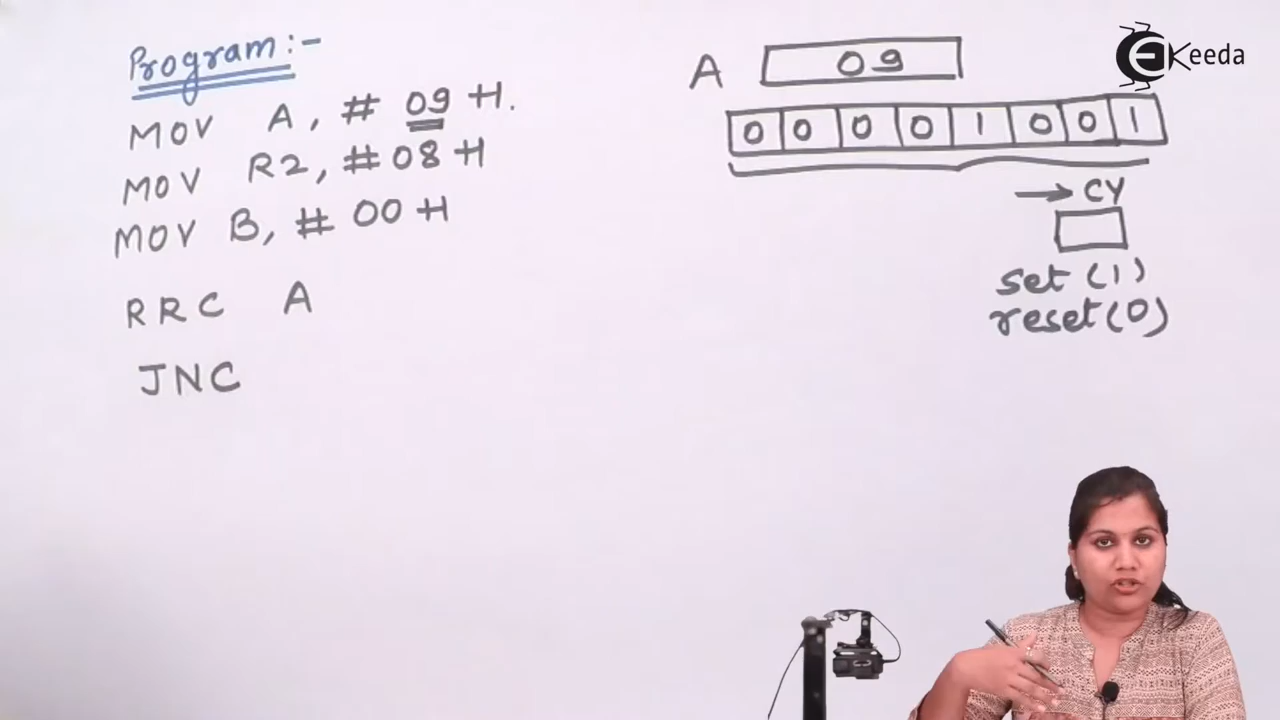 Program:-
MOV A, # 09 H.
MOV R2, # 08 H
MOV B, # 00 H
RRC A
JNC
A 09
0 0 0 0 1 0 0 1
→ CY
set (1)
reset (0)
EKeeda